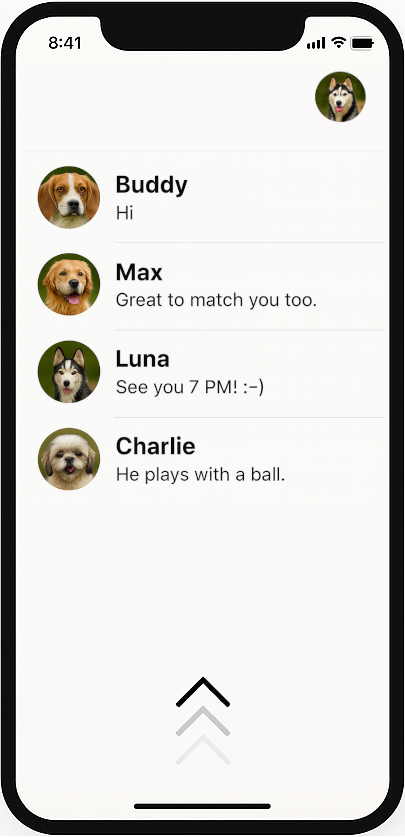 8:41
Buddy
Hi
Max
Great to match you too.
Luna
See you 7 PM! :-)
Charlie
He plays with a ball.